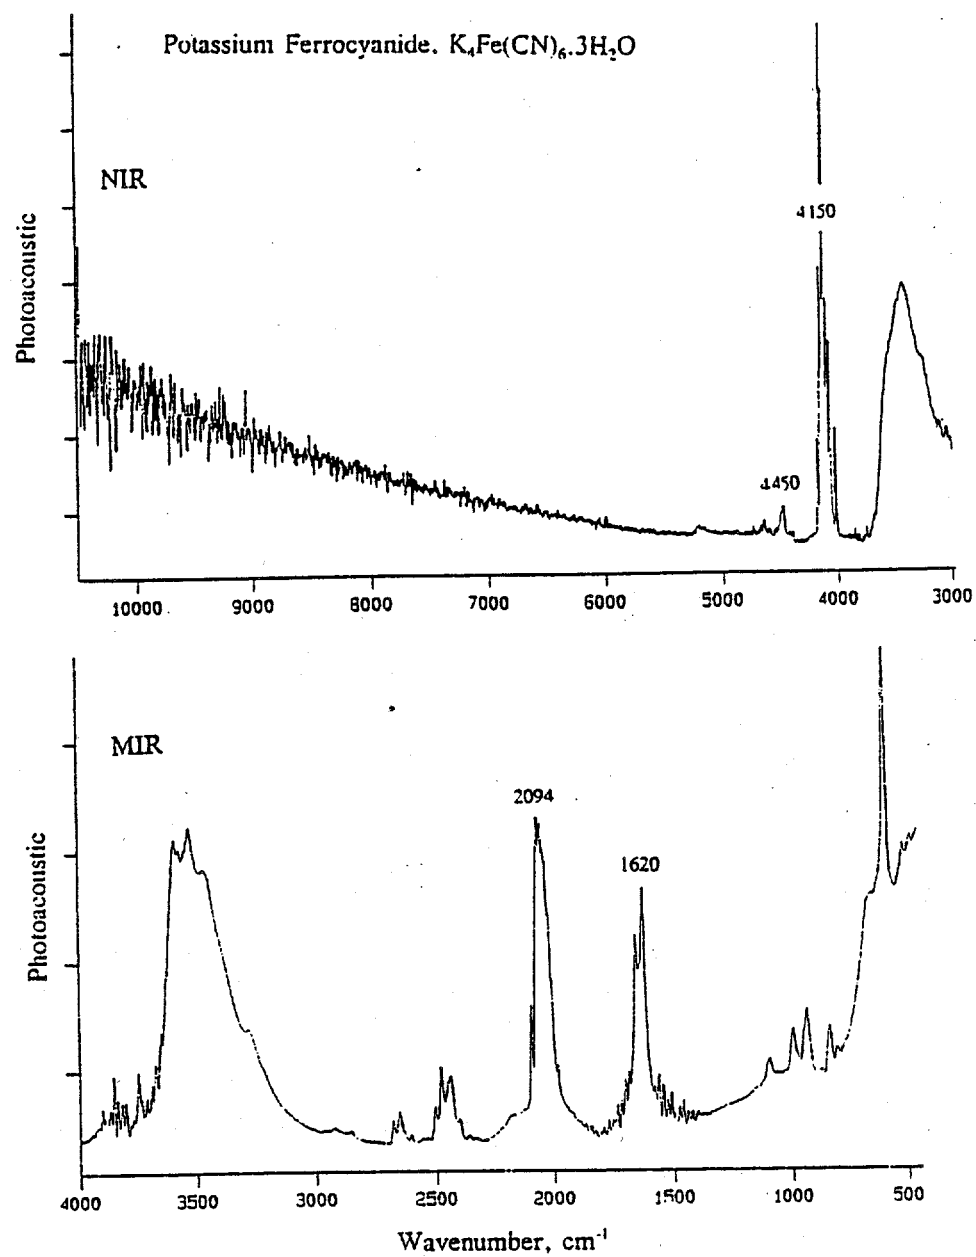 Potassium Ferrocyanide. K₄Fe(CN)₆.3H₂O
NIR
Photoacoustic
4150
4450
10000 9000 8000 7000 6000 5000 4000 3000
MIR
Photoacoustic
2094
1620
4000 3500 3000 2500 2000 1500 1000 500
Wavenumber, cm⁻¹